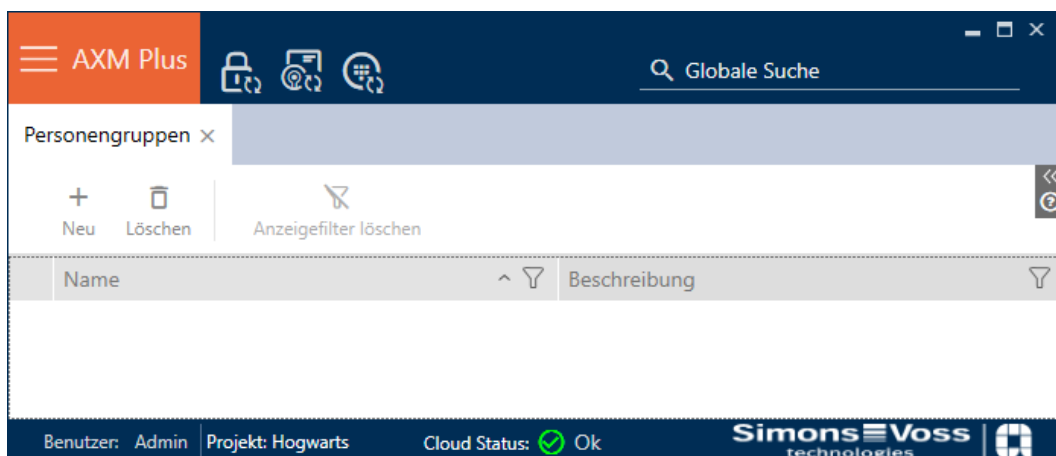 AXM Plus
Globale Suche
Personengruppen
Neu Löschen Anzeigefilter löschen
Name Beschreibung
Benutzer: Admin Projekt: Hogwarts Cloud Status: Ok SimonsVoss
technologies